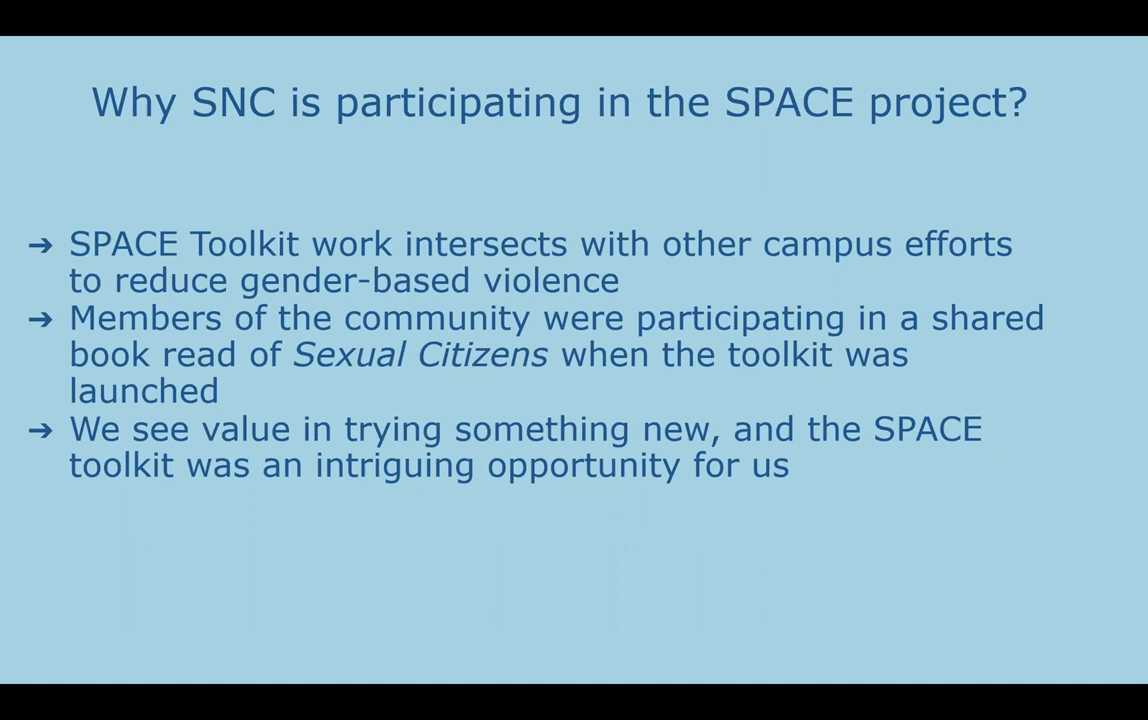 Why SNC is participating in the SPACE project?
➔ SPACE Toolkit work intersects with other campus efforts
to reduce gender-based violence
➔ Members of the community were participating in a shared
book read of Sexual Citizens when the toolkit was
launched
➔ We see value in trying something new, and the SPACE
toolkit was an intriguing opportunity for us